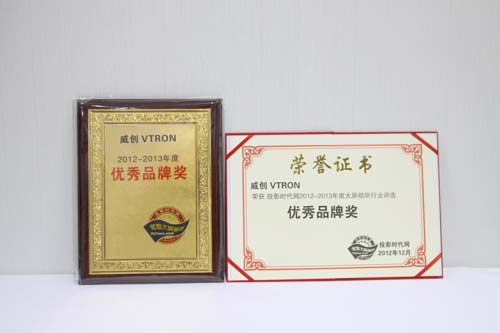 威创 VTRON
2012-2013年度
优秀品牌奖
荣誉证书
威创 VTRON
荣获 投影时代网2012-2013年度大屏视听行业评选
优秀品牌奖
投影时代网
2012年12月